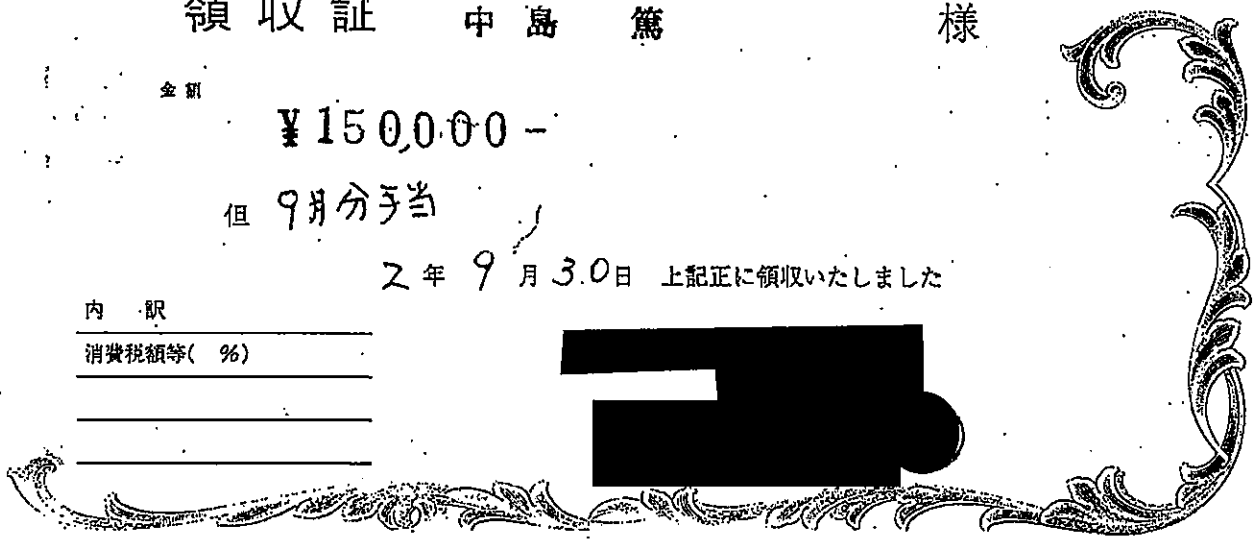 領収証 中島 篤 様
金額
¥150,000-
但 9月分手当
2年9月30日 上記正に領収いたしました
内 訳
消費税額等( %)